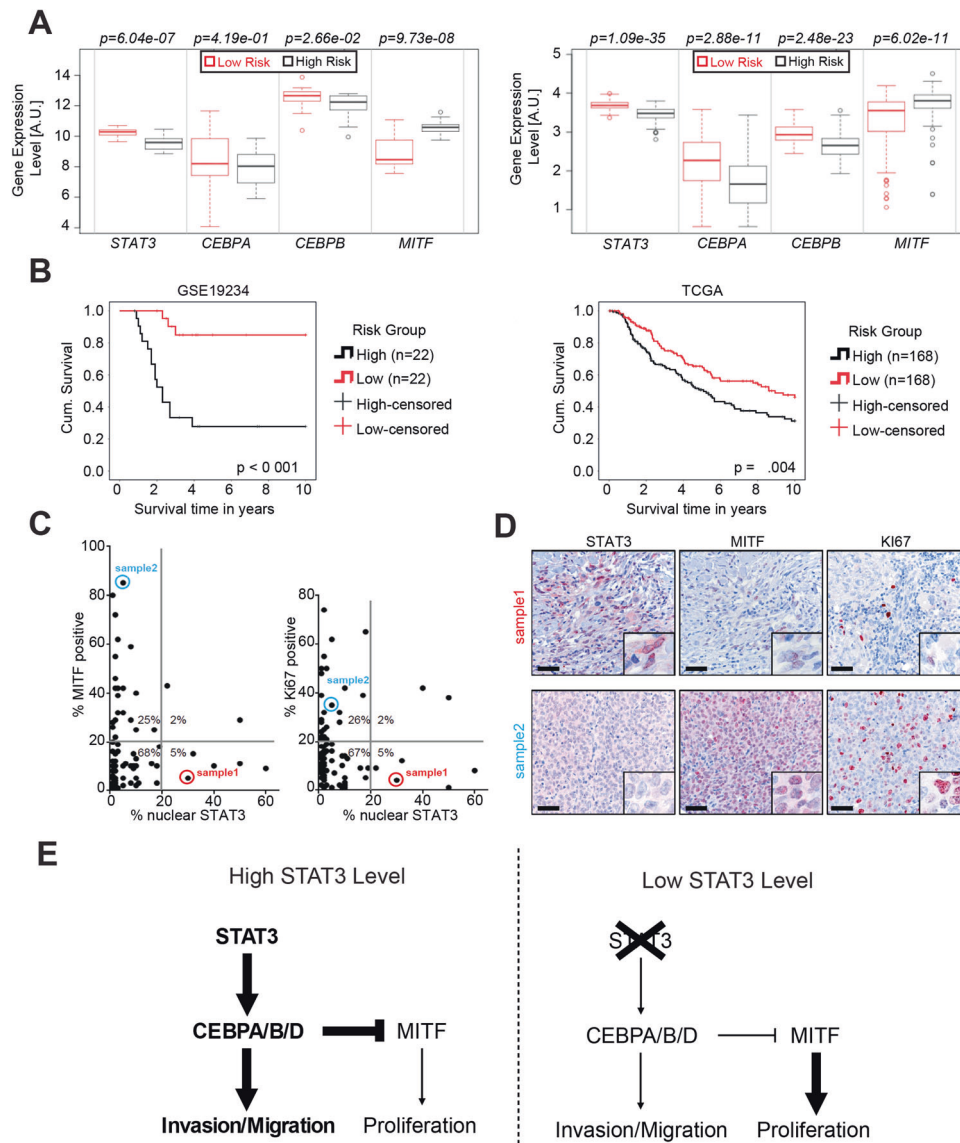 A
p=6.04e-07 p=4.19e-01 p=2.66e-02 p=9.73e-08
Low Risk High Risk
Gene Expression
Level [A.U.]
14
12
10
8
6
4
STAT3 CEBPA CEBPB MITF
p=1.09e-35 p=2.88e-11 p=2.48e-23 p=6.02e-11
Low Risk High Risk
Gene Expression
Level [A.U.]
5
4
3
2
1
STAT3 CEBPA CEBPB MITF
B
GSE19234
Cum. Survival
1.0
0.8
0.6
0.4
0.2
0.0
p < 0 001
0 2 4 6 8 10
Survival time in years
Risk Group
High (n=22)
Low (n=22)
High-censored
Low-censored
TCGA
Cum. Survival
1.0
0.8
0.6
0.4
0.2
0.0
p = .004
0 2 4 6 8 10
Survival time in years
Risk Group
High (n=168)
Low (n=168)
High-censored
Low-censored
C
% MITF positive
100
80
60
40
20
0
sample2
25% 2%
68% 5%
sample1
0 20 40 60
% nuclear STAT3
% Ki67 positive
80
60
40
20
0
sample2
26% 2%
67% 5%
sample1
0 20 40 60
% nuclear STAT3
D
STAT3 MITF KI67
sample1
sample2
E
High STAT3 Level
STAT3
CEBPA/B/D MITF
Invasion/Migration Proliferation
Low STAT3 Level
STAT3
CEBPA/B/D MITF
Invasion/Migration Proliferation